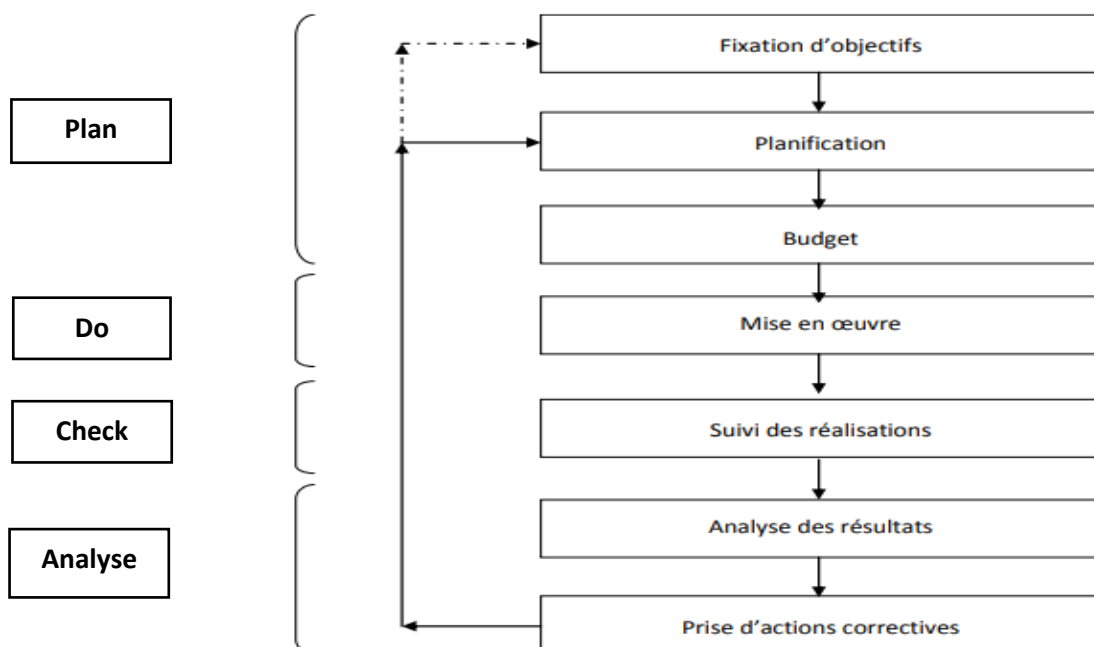 Fixation d’objectifs
Plan
Planification
Budget
Do
Mise en œuvre
Check
Suivi des réalisations
Analyse des résultats
Analyse
Prise d’actions correctives